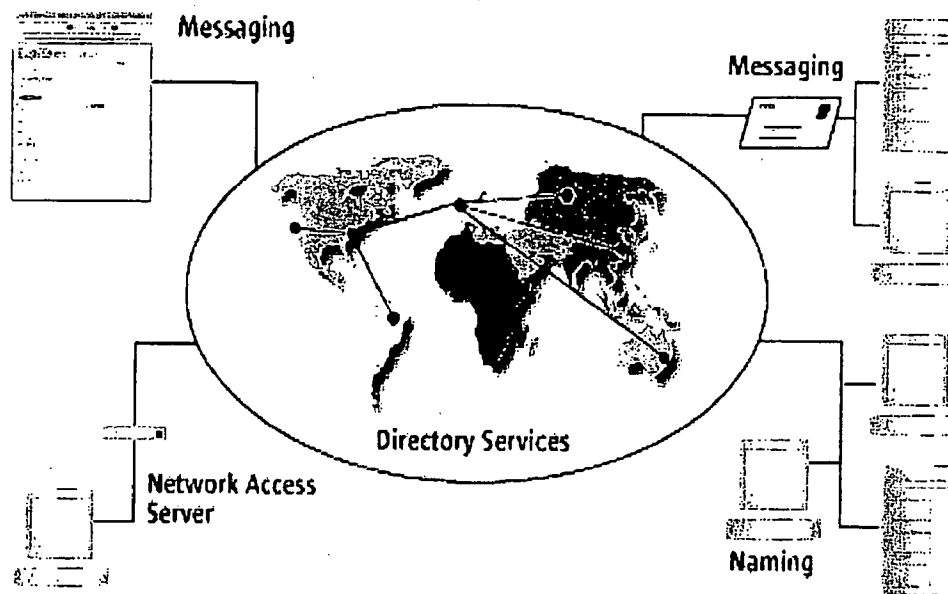 Messaging
Messaging
Directory Services
Network Access
Server
Naming